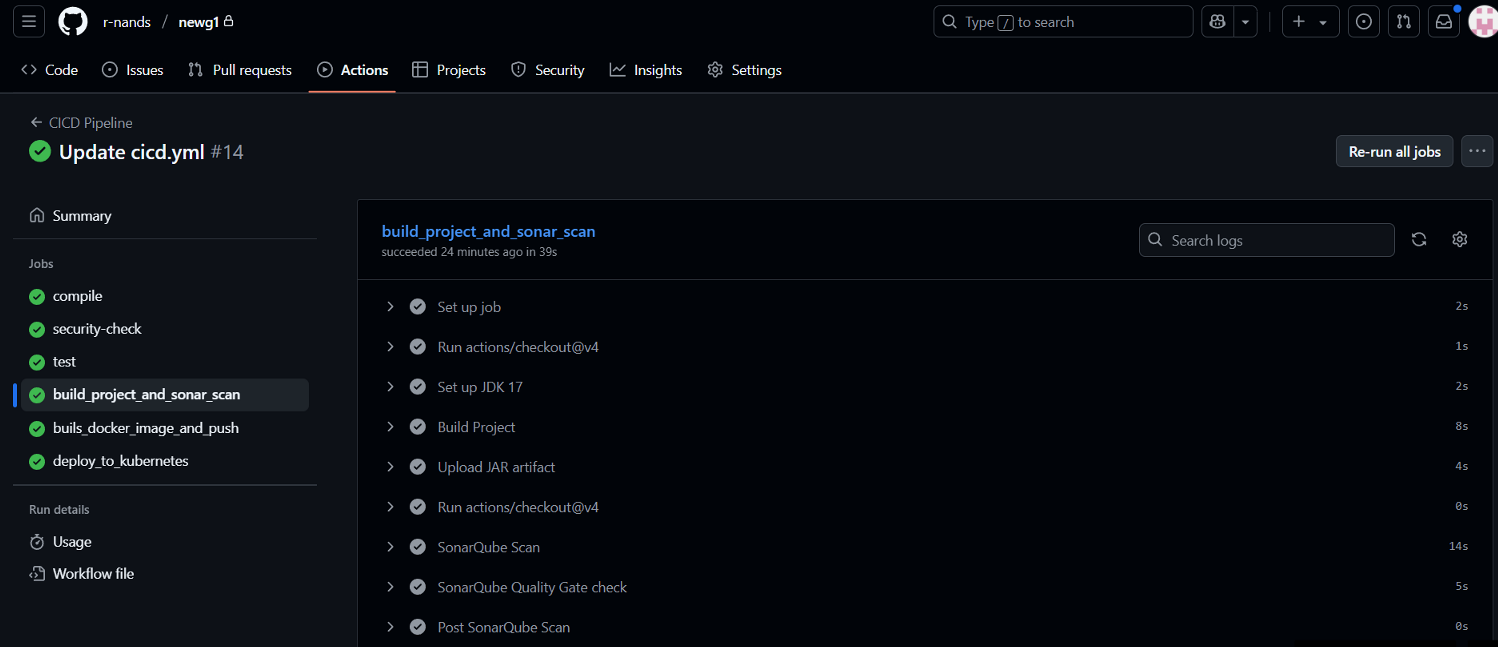 r-nands / newg1
Type / to search
Code Issues Pull requests Actions Projects Security Insights Settings
← CICD Pipeline
Update cicd.yml #14
Re-run all jobs
Summary
Jobs
compile
security-check
test
build_project_and_sonar_scan
buils_docker_image_and_push
deploy_to_kubernetes
Run details
Usage
Workflow file
build_project_and_sonar_scan
succeeded 24 minutes ago in 39s
Search logs
Set up job 2s
Run actions/checkout@v4 1s
Set up JDK 17 2s
Build Project 8s
Upload JAR artifact 4s
Run actions/checkout@v4 0s
SonarQube Scan 14s
SonarQube Quality Gate check 5s
Post SonarQube Scan 0s